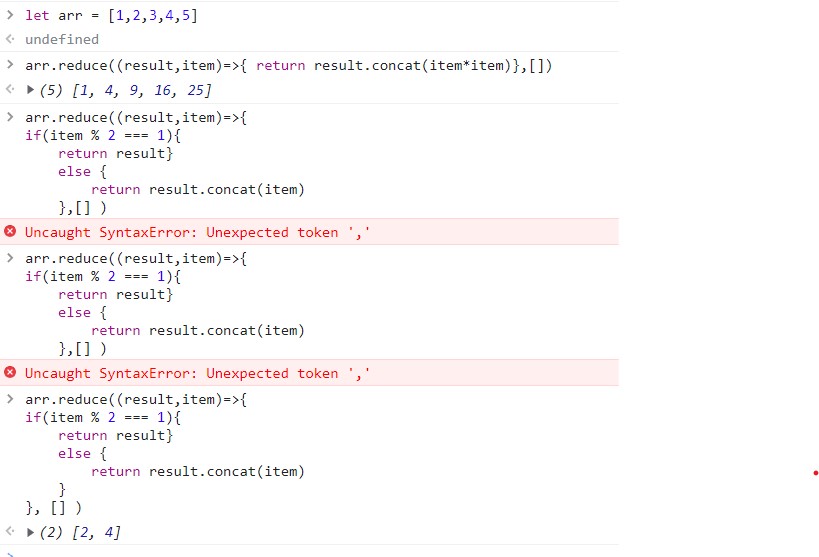 > let arr = [1,2,3,4,5]
undefined
> arr.reduce((result,item)=>{ return result.concat(item*item)},[])
(5) [1, 4, 9, 16, 25]
> arr.reduce((result,item)=>{
if(item % 2 === 1){
return result}
else {
return result.concat(item)
},[] )
Uncaught SyntaxError: Unexpected token ','
> arr.reduce((result,item)=>{
if(item % 2 === 1){
return result}
else {
return result.concat(item)
},[] )
Uncaught SyntaxError: Unexpected token ','
> arr.reduce((result,item)=>{
if(item % 2 === 1){
return result}
else {
return result.concat(item)
}
}, [] )
(2) [2, 4]